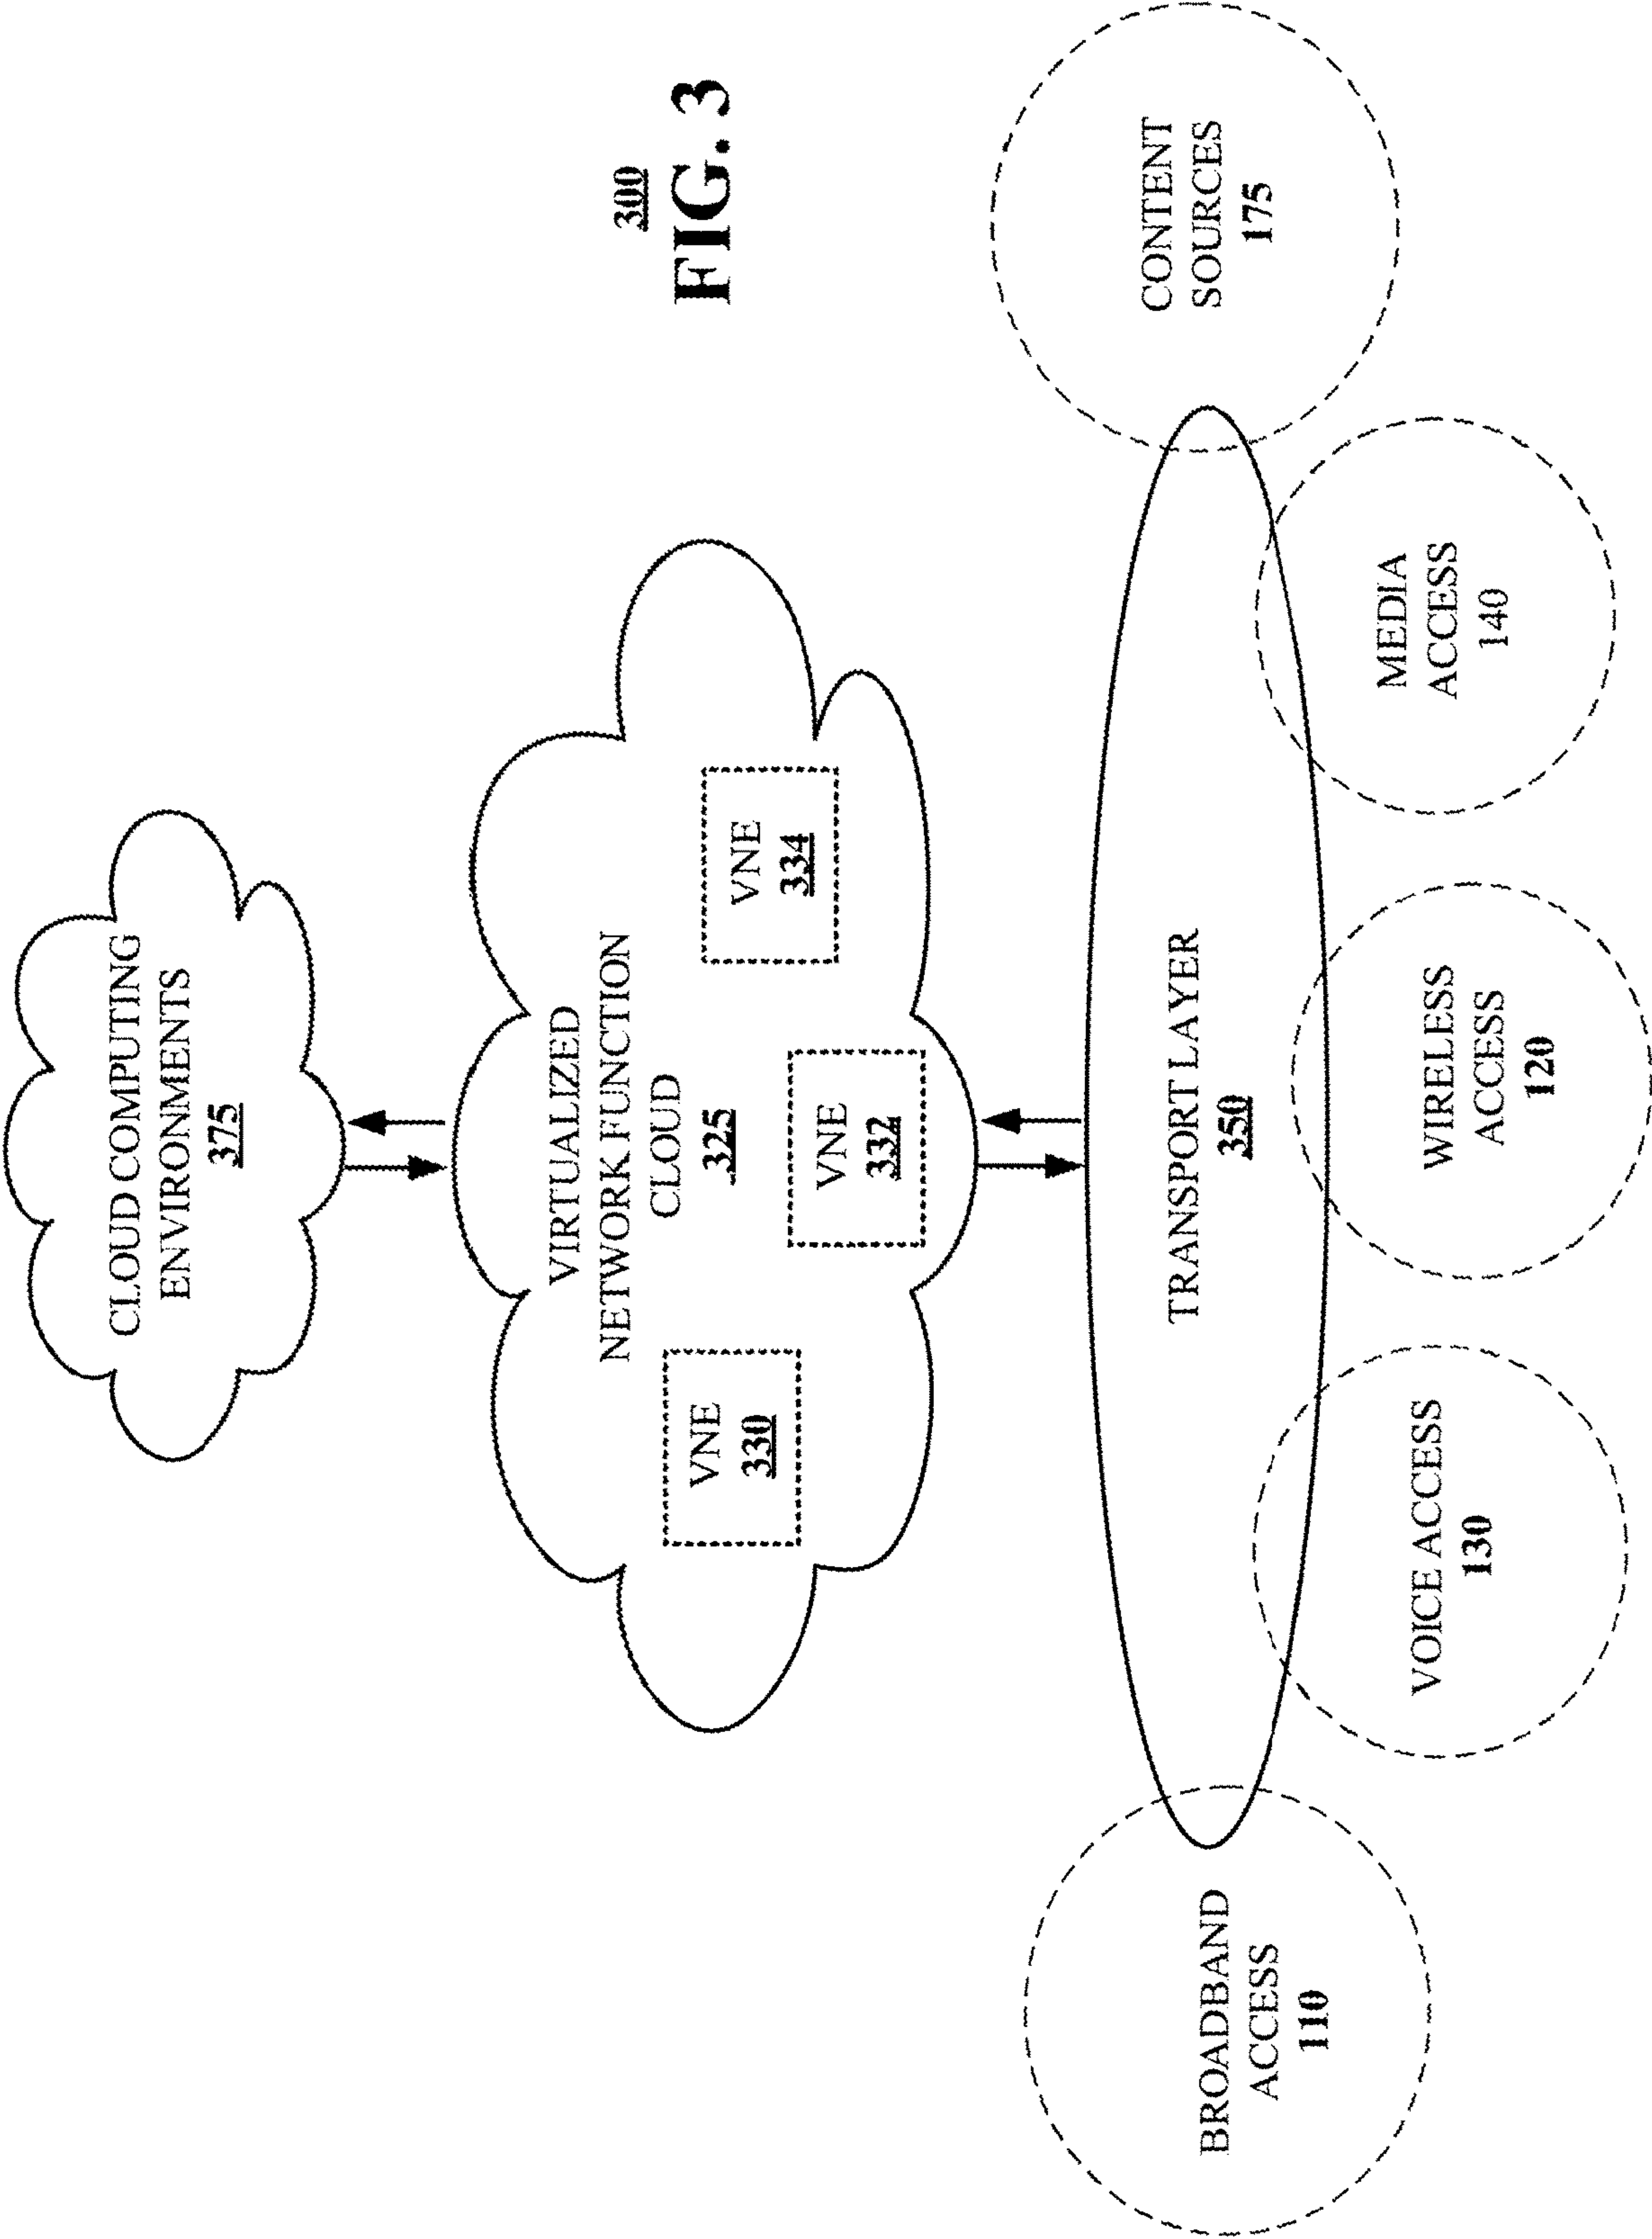 CLOUD COMPUTING
ENVIRONMENTS
375
VIRTUALIZED
NETWORK FUNCTION
CLOUD
325
VNE
330
VNE
332
VNE
334
300
FIG. 3
TRANSPORT LAYER
350
BROADBAND
ACCESS
110
VOICE ACCESS
130
WIRELESS
ACCESS
120
MEDIA
ACCESS
140
CONTENT
SOURCES
175